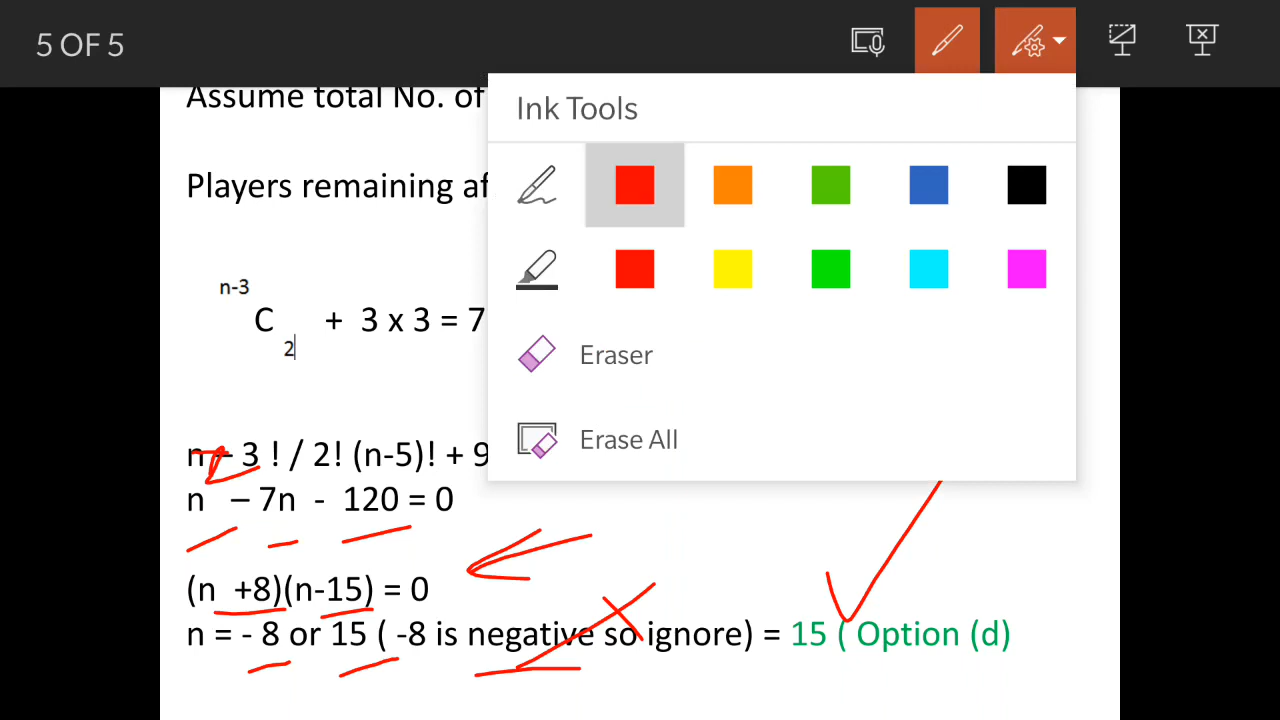 5 OF 5
Ink Tools
Eraser
Erase All
Assume total No. of
Players remaining
n-3
C + 3 x 3 = 7
2
n – 3 ! / 2! (n-5)! + 9
2
n – 7n - 120 = 0
(n +8)(n-15) = 0
n = - 8 or 15 ( -8 is negative so ignore) = 15 ( Option (d)